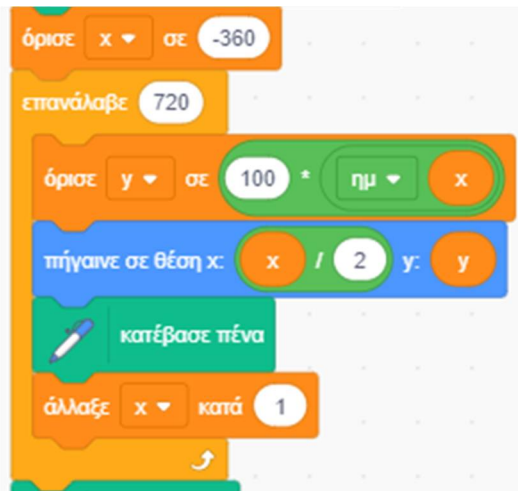 όρισε x σε -360
επανάλαβε 720
όρισε y σε 100 * ημ x
πήγαινε σε θέση x: x / 2 y: y
κατέβασε πένα
άλλαξε x κατά 1